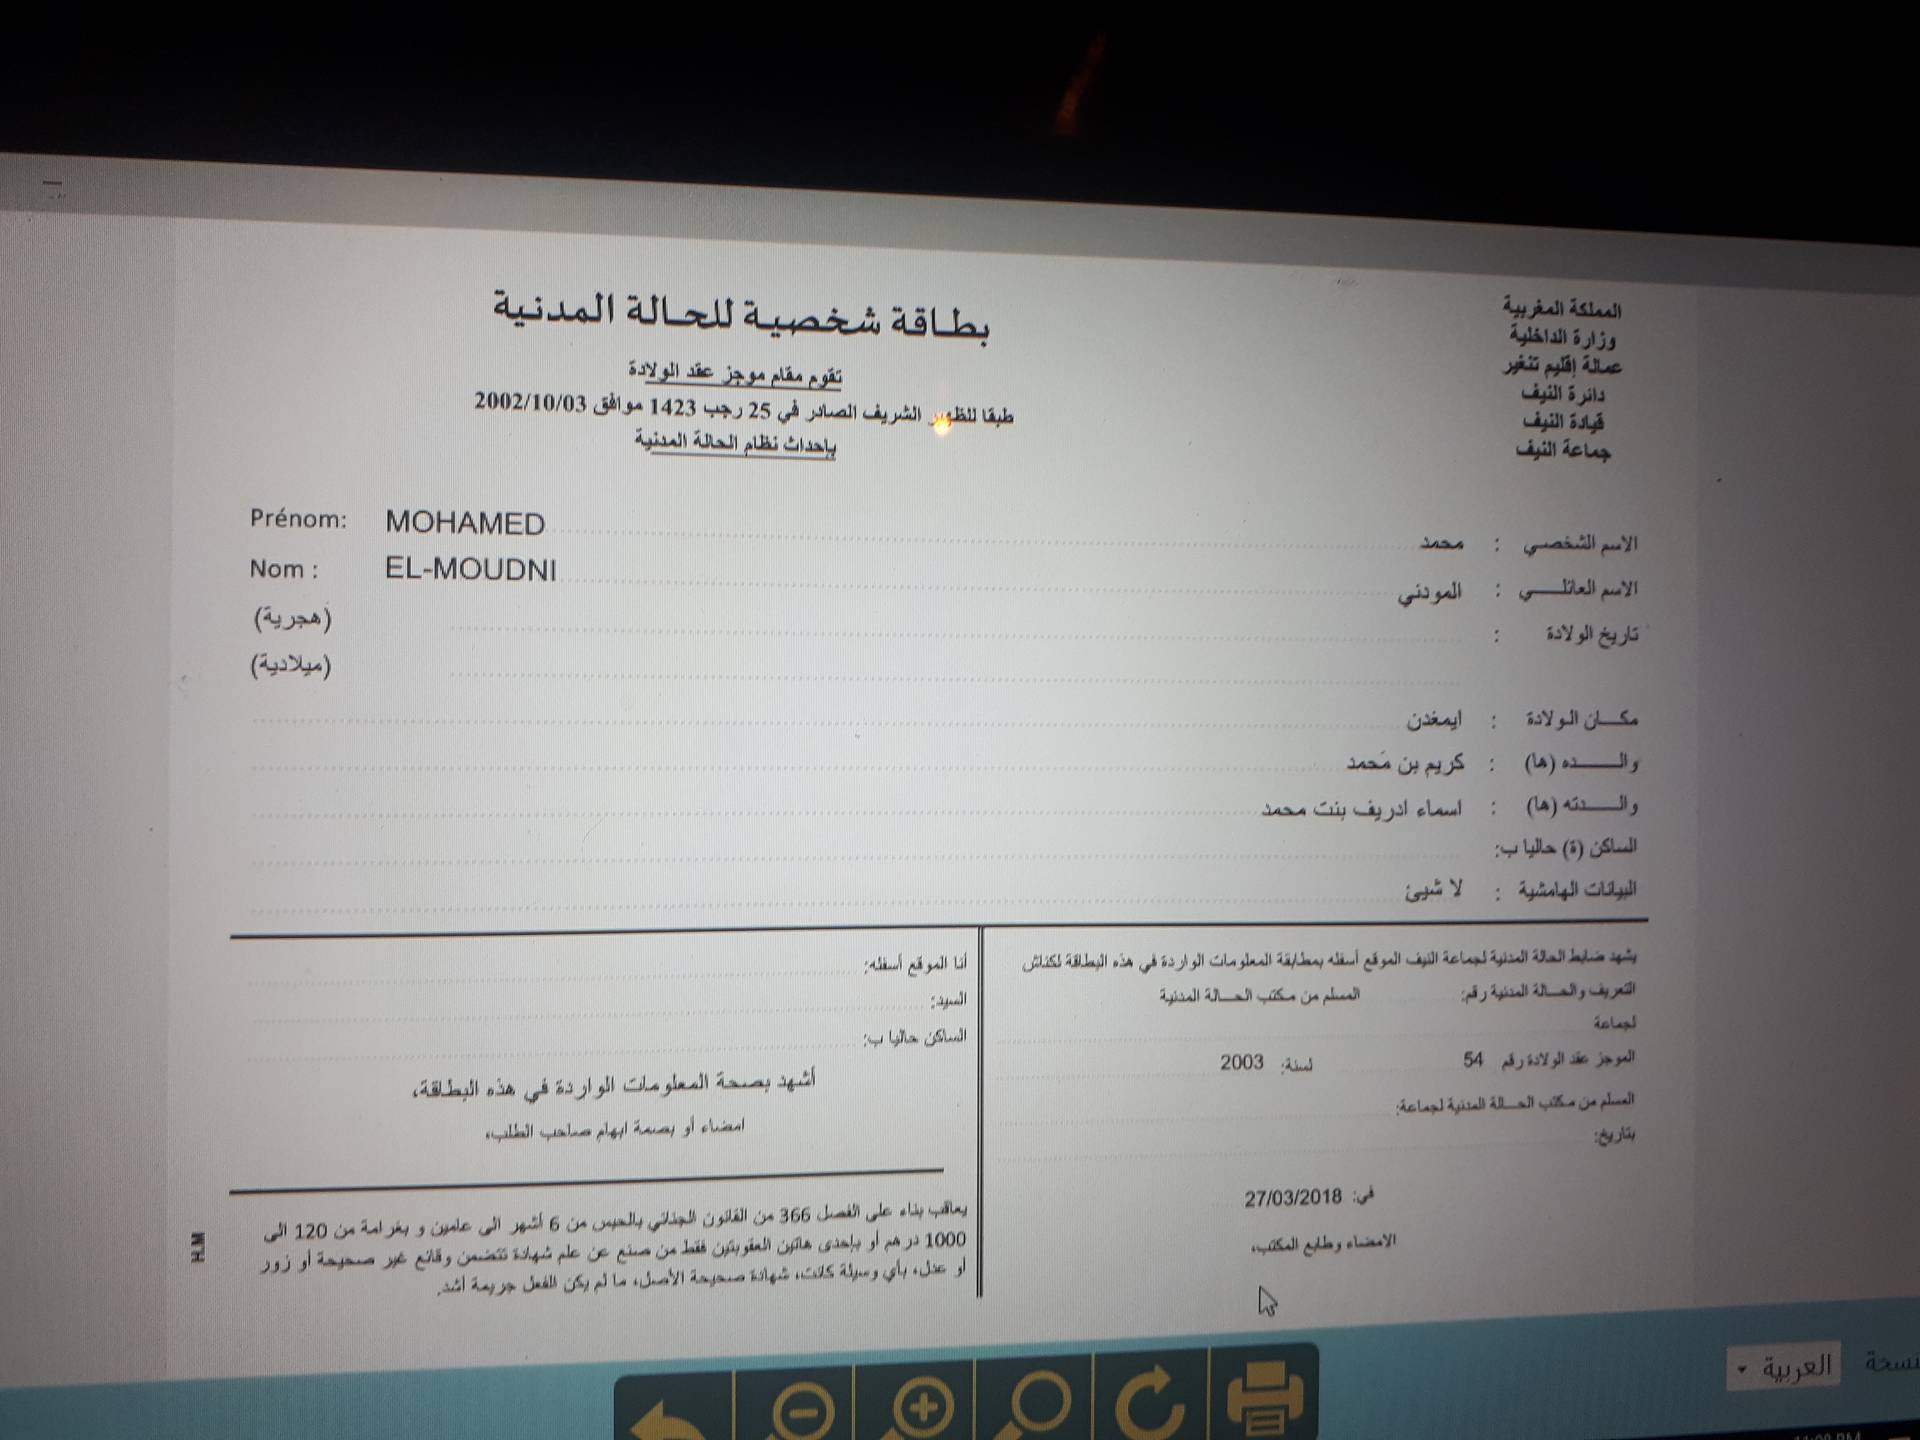 المملكة المغربية
وزارة الداخلية
عمالة إقليم تنغير
دائرة النيف
قيادة النيف
جماعة النيف
بطاقة شخصية للحالة المدنية
تقوم مقام موجز عقد الولادة
طبقا للظهير الشريف الصادر في 25 رجب 1423 موافق 2002/10/03
بإحداث نظام الحالة المدنية
الاسم الشخصي : محمد
Prénom: MOHAMED
الاسم العائلي : المودني
Nom : EL-MOUDNI
تاريخ الولادة : (هجرية)
(ميلادية)
مكان الولادة : ايمغدن
والده (ها) : كريم بن مَحمد
والدته (ها) : اسماء ادريف بنت محمد
الساكن (ة) حاليا ب:
البيانات الهامشية : لا شيئ
يشهد ضابط الحالة المدنية لجماعة النيف الموقع أسفله بمطابقة المعلومات الواردة في هذه البطاقة لكناش
التعريف والحالة المدنية رقم: المسلم من مكتب الحالة المدنية
لجماعة
الموجز عقد الولادة رقم 54 لسنة: 2003
المسلم من مكتب الحالة المدنية لجماعة:
بتاريخ:
في: 27/03/2018
الامضاء وطابع المكتب،
أنا الموقع أسفله:
السيد:
الساكن حاليا ب:
أشهد بصحة المعلومات الواردة في هذه البطاقة،
امضاء أو بصمة ابهام صاحب الطلب،
يعاقب بناء على الفصل 366 من القانون الجنائي بالحبس من 6 أشهر الى عامين و بغرامة من 120 الى
1000 درهم أو بإحدى هاتين العقوبتين فقط من صنع عن علم شهادة تتضمن وقائع غير صحيحة أو زور
أو عدل، بأي وسيلة كانت، شهادة صحيحة الأصل، ما لم يكن الفعل جريمة أشد.
H.M
العربية